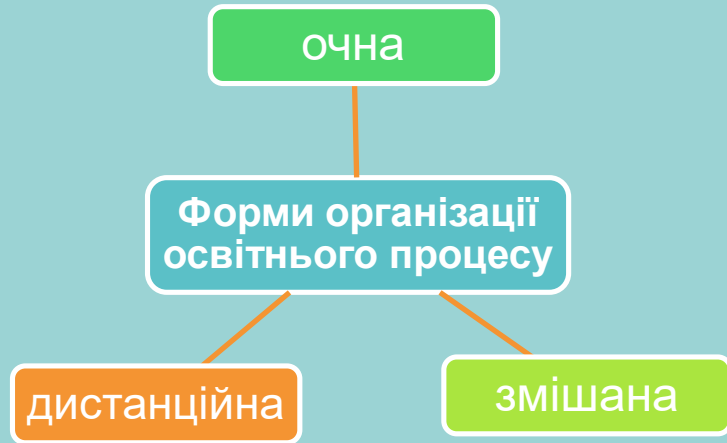 очна
Форми організації
освітнього процесу
дистанційна
змішана